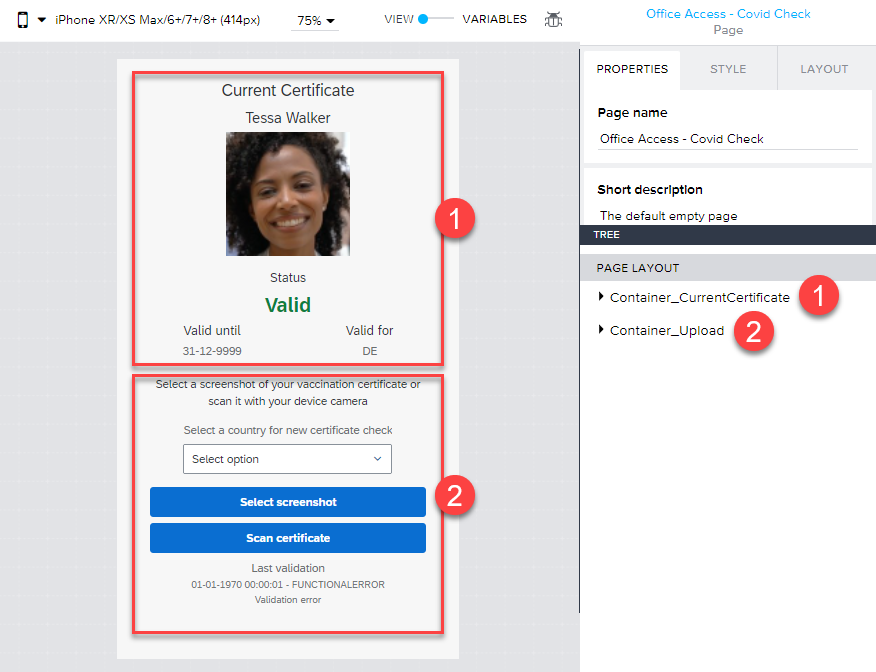 iPhone XR/XS Max/6+/7+/8+ (414px)
75%
VIEW
VARIABLES
Office Access - Covid Check
Page
PROPERTIES
STYLE
LAYOUT
Page name
Office Access - Covid Check
Short description
The default empty page
TREE
PAGE LAYOUT
Container_CurrentCertificate
1
Container_Upload
2
Current Certificate
Tessa Walker
1
Status
Valid
Valid until
Valid for
31-12-9999
DE
Select a screenshot of your vaccination certificate or
scan it with your device camera
Select a country for new certificate check
Select option
Select screenshot
2
Scan certificate
Last validation
01-01-1970 00:00:01 - FUNCTIONALERROR
Validation error